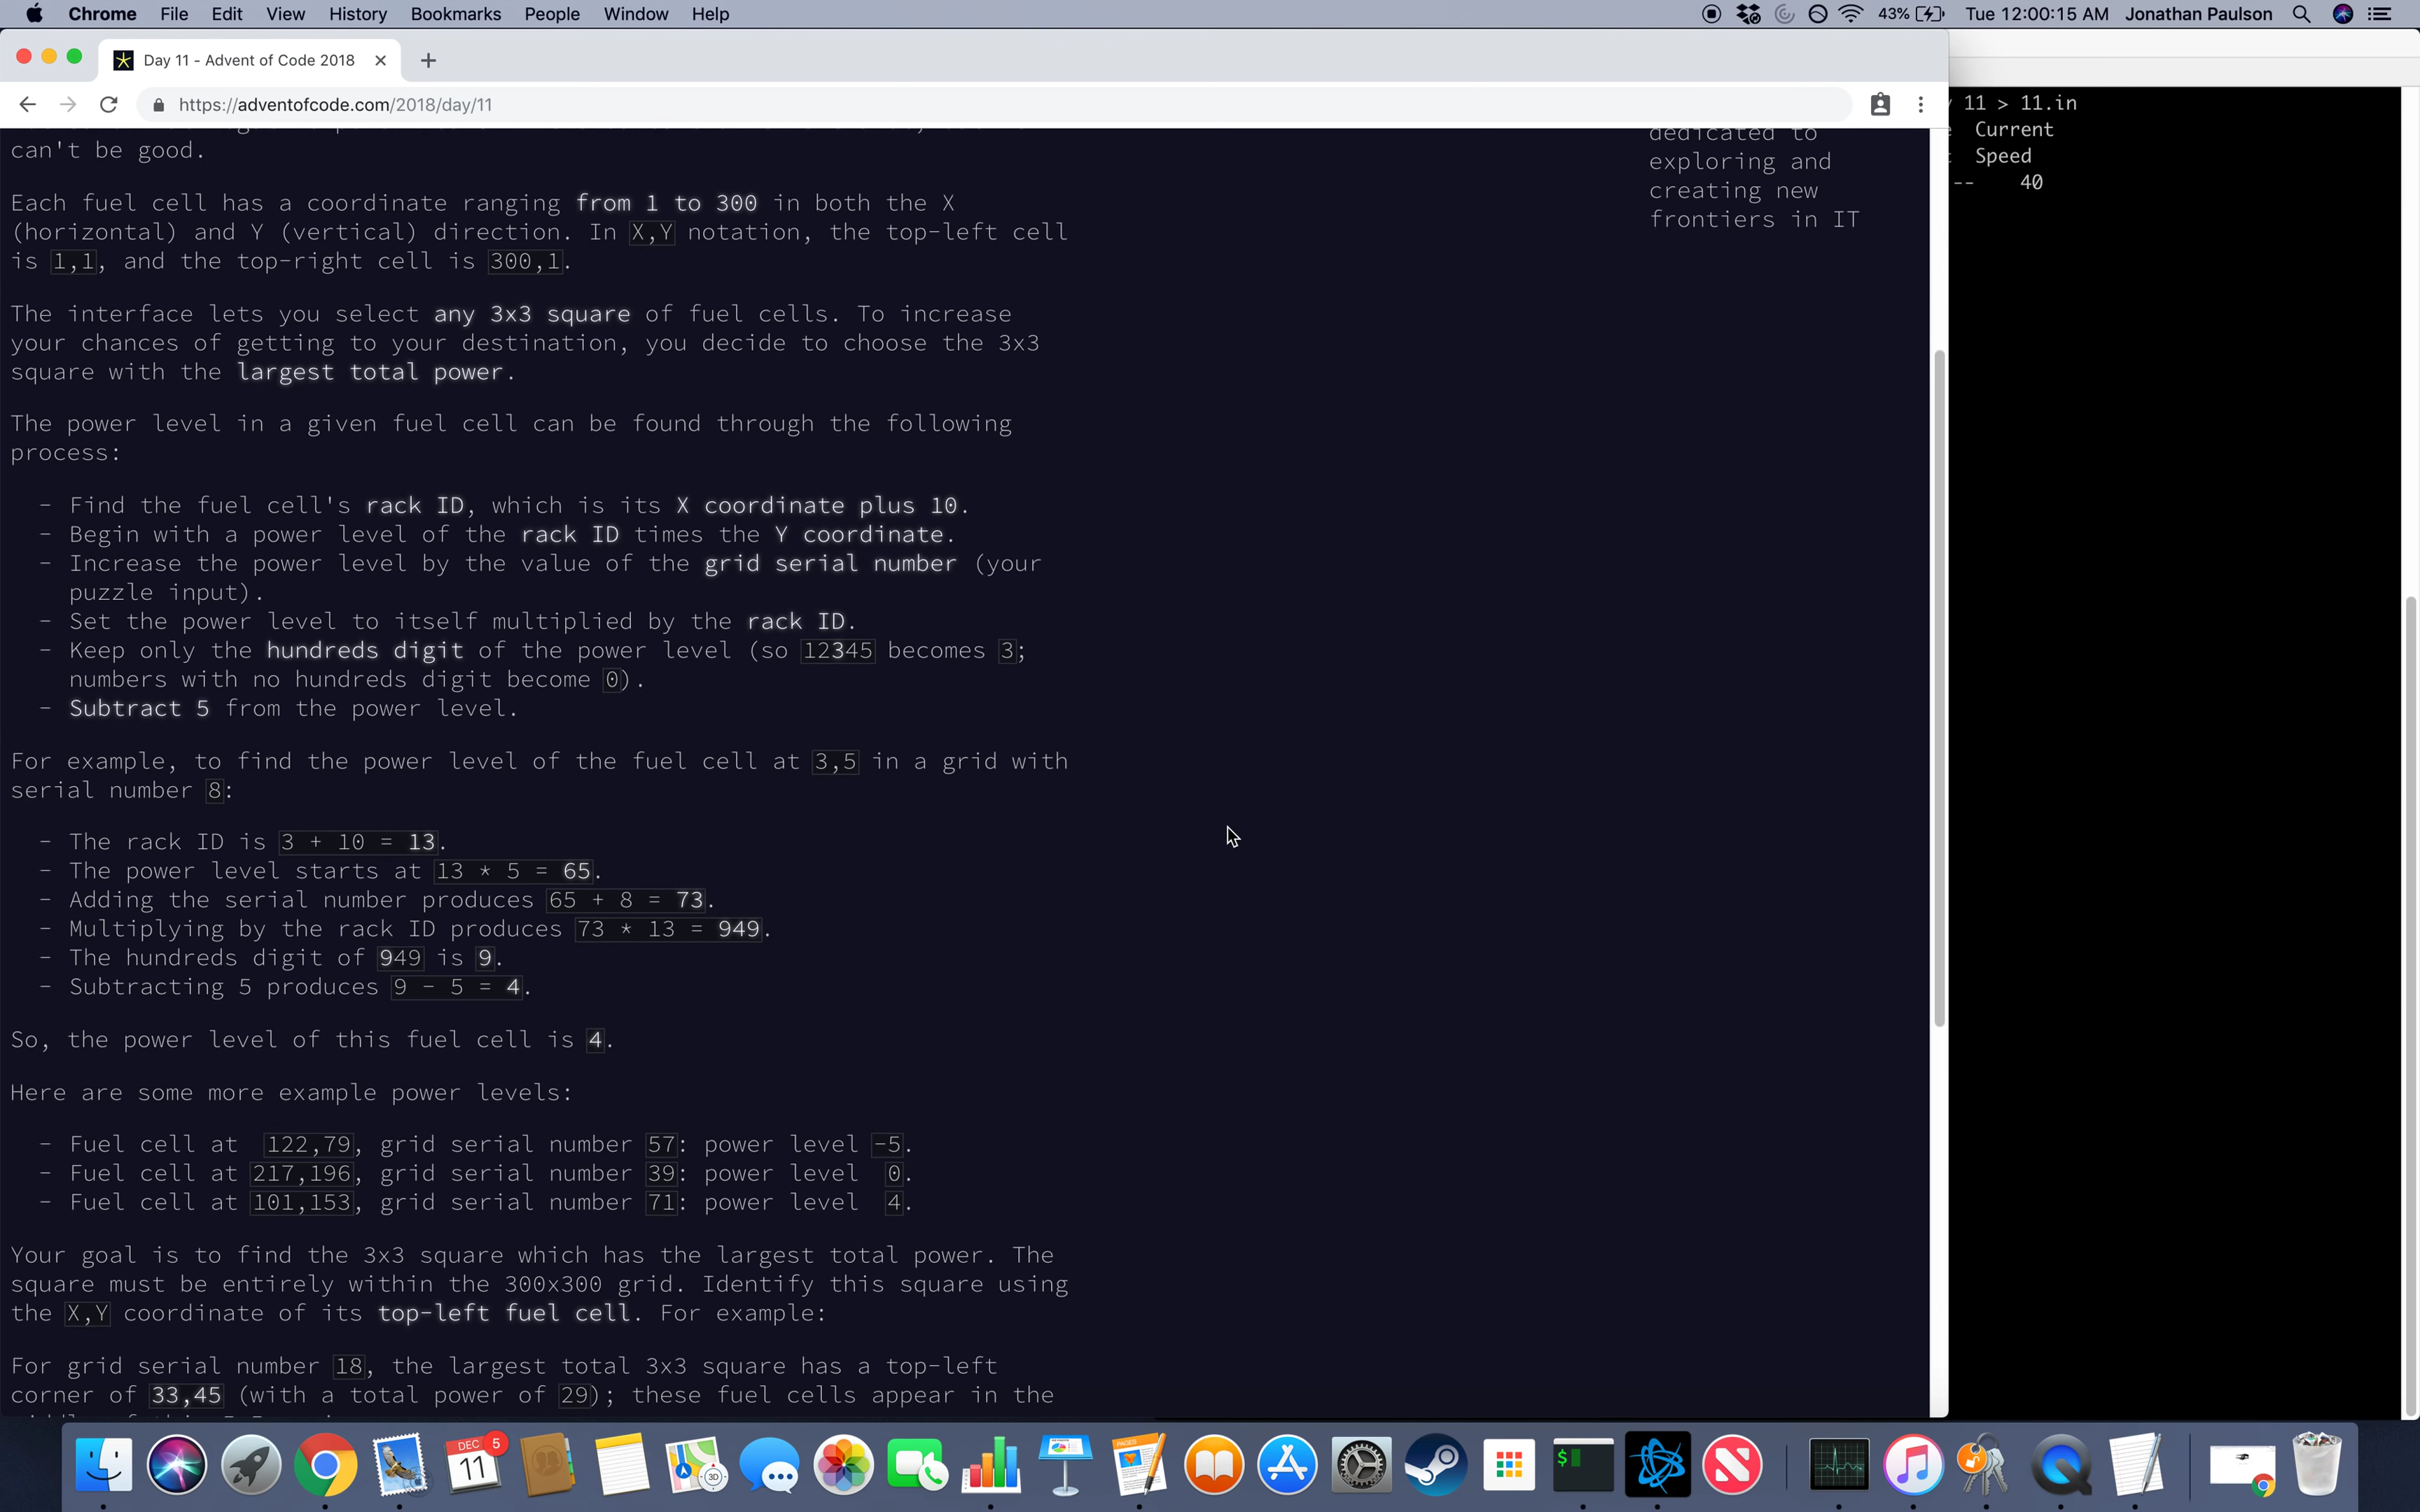 Chrome File Edit View History Bookmarks People Window Help 43% Tue 12:00:15 AM Jonathan Paulson
Day 11 - Advent of Code 2018
https://adventofcode.com/2018/day/11
can't be good.
Each fuel cell has a coordinate ranging from 1 to 300 in both the X
(horizontal) and Y (vertical) direction. In X,Y notation, the top-left cell
is 1,1, and the top-right cell is 300,1.
The interface lets you select any 3x3 square of fuel cells. To increase
your chances of getting to your destination, you decide to choose the 3x3
square with the largest total power.
The power level in a given fuel cell can be found through the following
process:
- Find the fuel cell's rack ID, which is its X coordinate plus 10.
- Begin with a power level of the rack ID times the Y coordinate.
- Increase the power level by the value of the grid serial number (your
puzzle input).
- Set the power level to itself multiplied by the rack ID.
- Keep only the hundreds digit of the power level (so 12345 becomes 3;
numbers with no hundreds digit become 0).
- Subtract 5 from the power level.
For example, to find the power level of the fuel cell at 3,5 in a grid with
serial number 8:
- The rack ID is 3 + 10 = 13.
- The power level starts at 13 * 5 = 65.
- Adding the serial number produces 65 + 8 = 73.
- Multiplying by the rack ID produces 73 * 13 = 949.
- The hundreds digit of 949 is 9.
- Subtracting 5 produces 9 - 5 = 4.
So, the power level of this fuel cell is 4.
Here are some more example power levels:
- Fuel cell at 122,79, grid serial number 57: power level -5.
- Fuel cell at 217,196, grid serial number 39: power level 0.
- Fuel cell at 101,153, grid serial number 71: power level 4.
Your goal is to find the 3x3 square which has the largest total power. The
square must be entirely within the 300x300 grid. Identify this square using
the X,Y coordinate of its top-left fuel cell. For example:
For grid serial number 18, the largest total 3x3 square has a top-left
corner of 33,45 (with a total power of 29); these fuel cells appear in the
dedicated to
exploring and
creating new
frontiers in IT
11 > 11.in
Current
Speed
-- 40
DEC 5
11
3D
PAGES
$